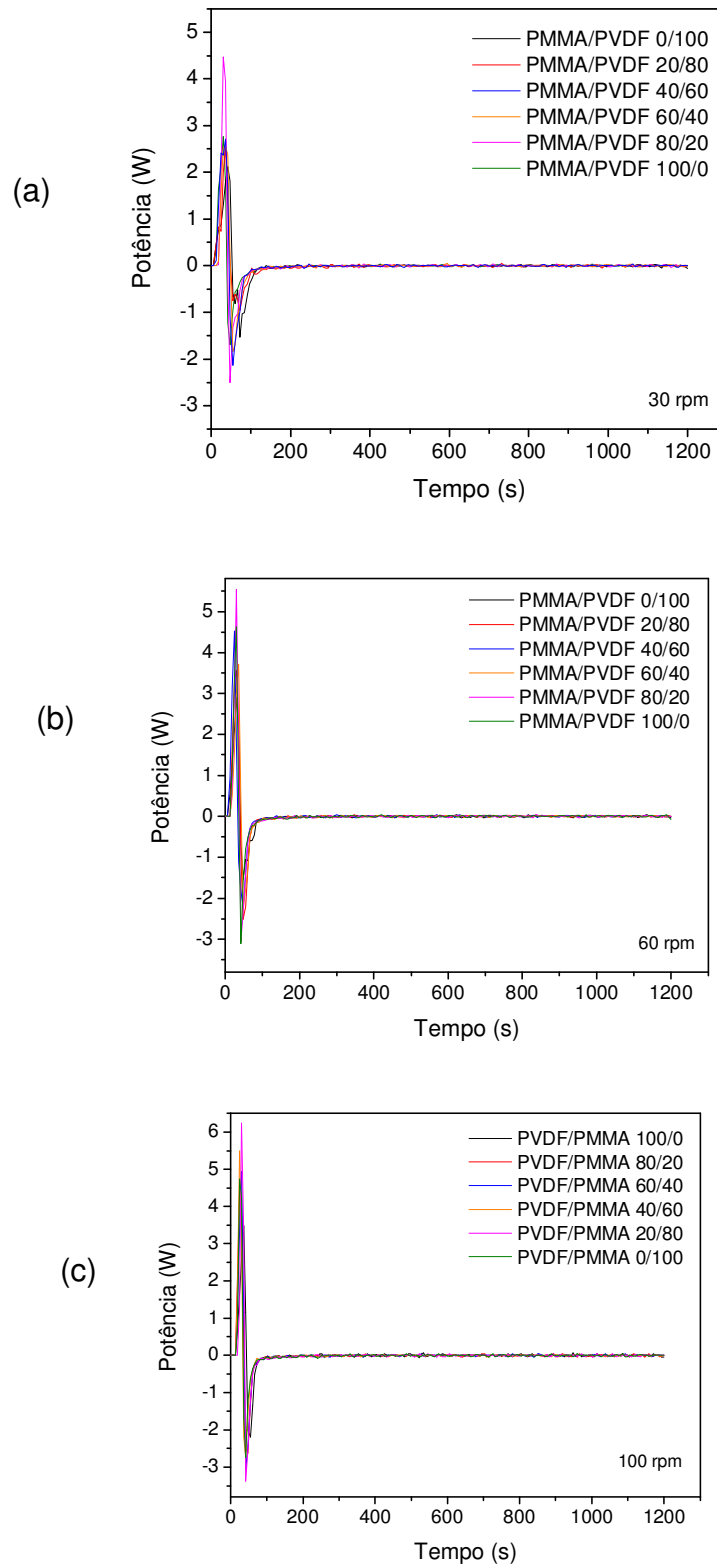 (a)
Potência (W)
5
4
3
2
1
0
-1
-2
-3
PMMA/PVDF 0/100
PMMA/PVDF 20/80
PMMA/PVDF 40/60
PMMA/PVDF 60/40
PMMA/PVDF 80/20
PMMA/PVDF 100/0
30 rpm
0 200 400 600 800 1000 1200
Tempo (s)
(b)
Potência (W)
5
4
3
2
1
0
-1
-2
-3
PMMA/PVDF 0/100
PMMA/PVDF 20/80
PMMA/PVDF 40/60
PMMA/PVDF 60/40
PMMA/PVDF 80/20
PMMA/PVDF 100/0
60 rpm
0 200 400 600 800 1000 1200
Tempo (s)
(c)
Potência (W)
6
5
4
3
2
1
0
-1
-2
-3
PVDF/PMMA 100/0
PVDF/PMMA 80/20
PVDF/PMMA 60/40
PVDF/PMMA 40/60
PVDF/PMMA 20/80
PVDF/PMMA 0/100
100 rpm
0 200 400 600 800 1000 1200
Tempo (s)